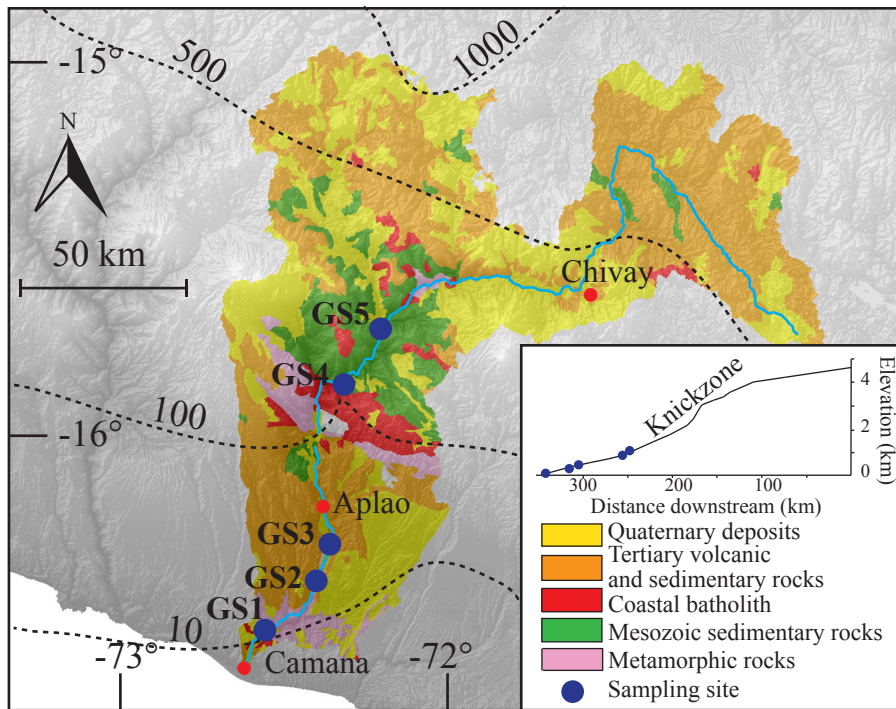 -15°
500
1000
N
50 km
Chivay
GS5
GS4
100
-16°
Aplao
GS3
GS2
GS1
10
-73°
Camana
-72°
Knickzone
4
2
0
Elevation (km)
300
200
100
Distance downstream (km)
Quaternary deposits
Tertiary volcanic
and sedimentary rocks
Coastal batholith
Mesozoic sedimentary rocks
Metamorphic rocks
Sampling site